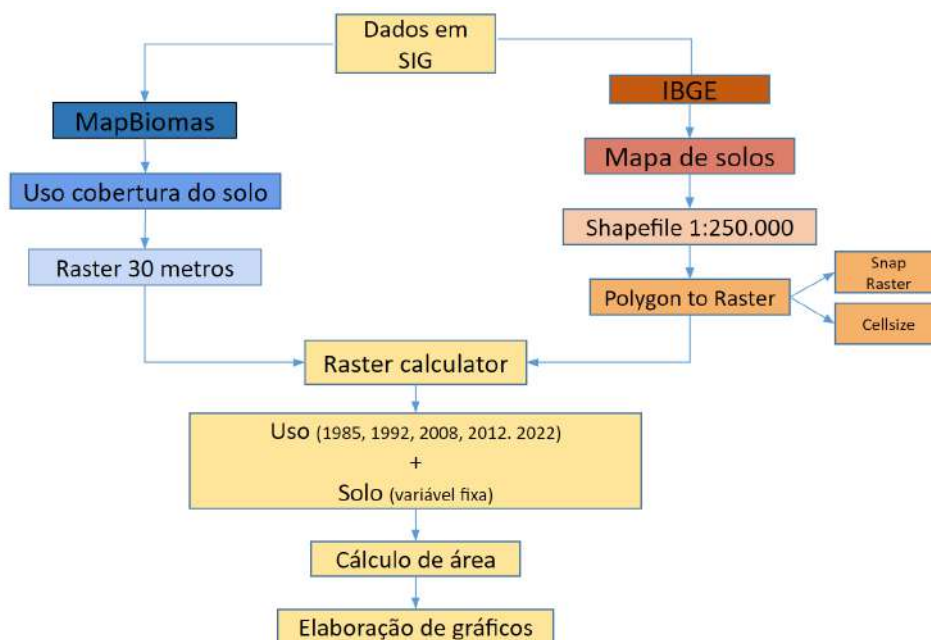 Dados em
SIG
MapBiomas
Uso cobertura do solo
Raster 30 metros
IBGE
Mapa de solos
Shapefile 1:250.000
Polygon to Raster
Snap
Raster
Cellsize
Raster calculator
Uso (1985, 1992, 2008, 2012. 2022)
+
Solo (variável fixa)
Cálculo de área
Elaboração de gráficos